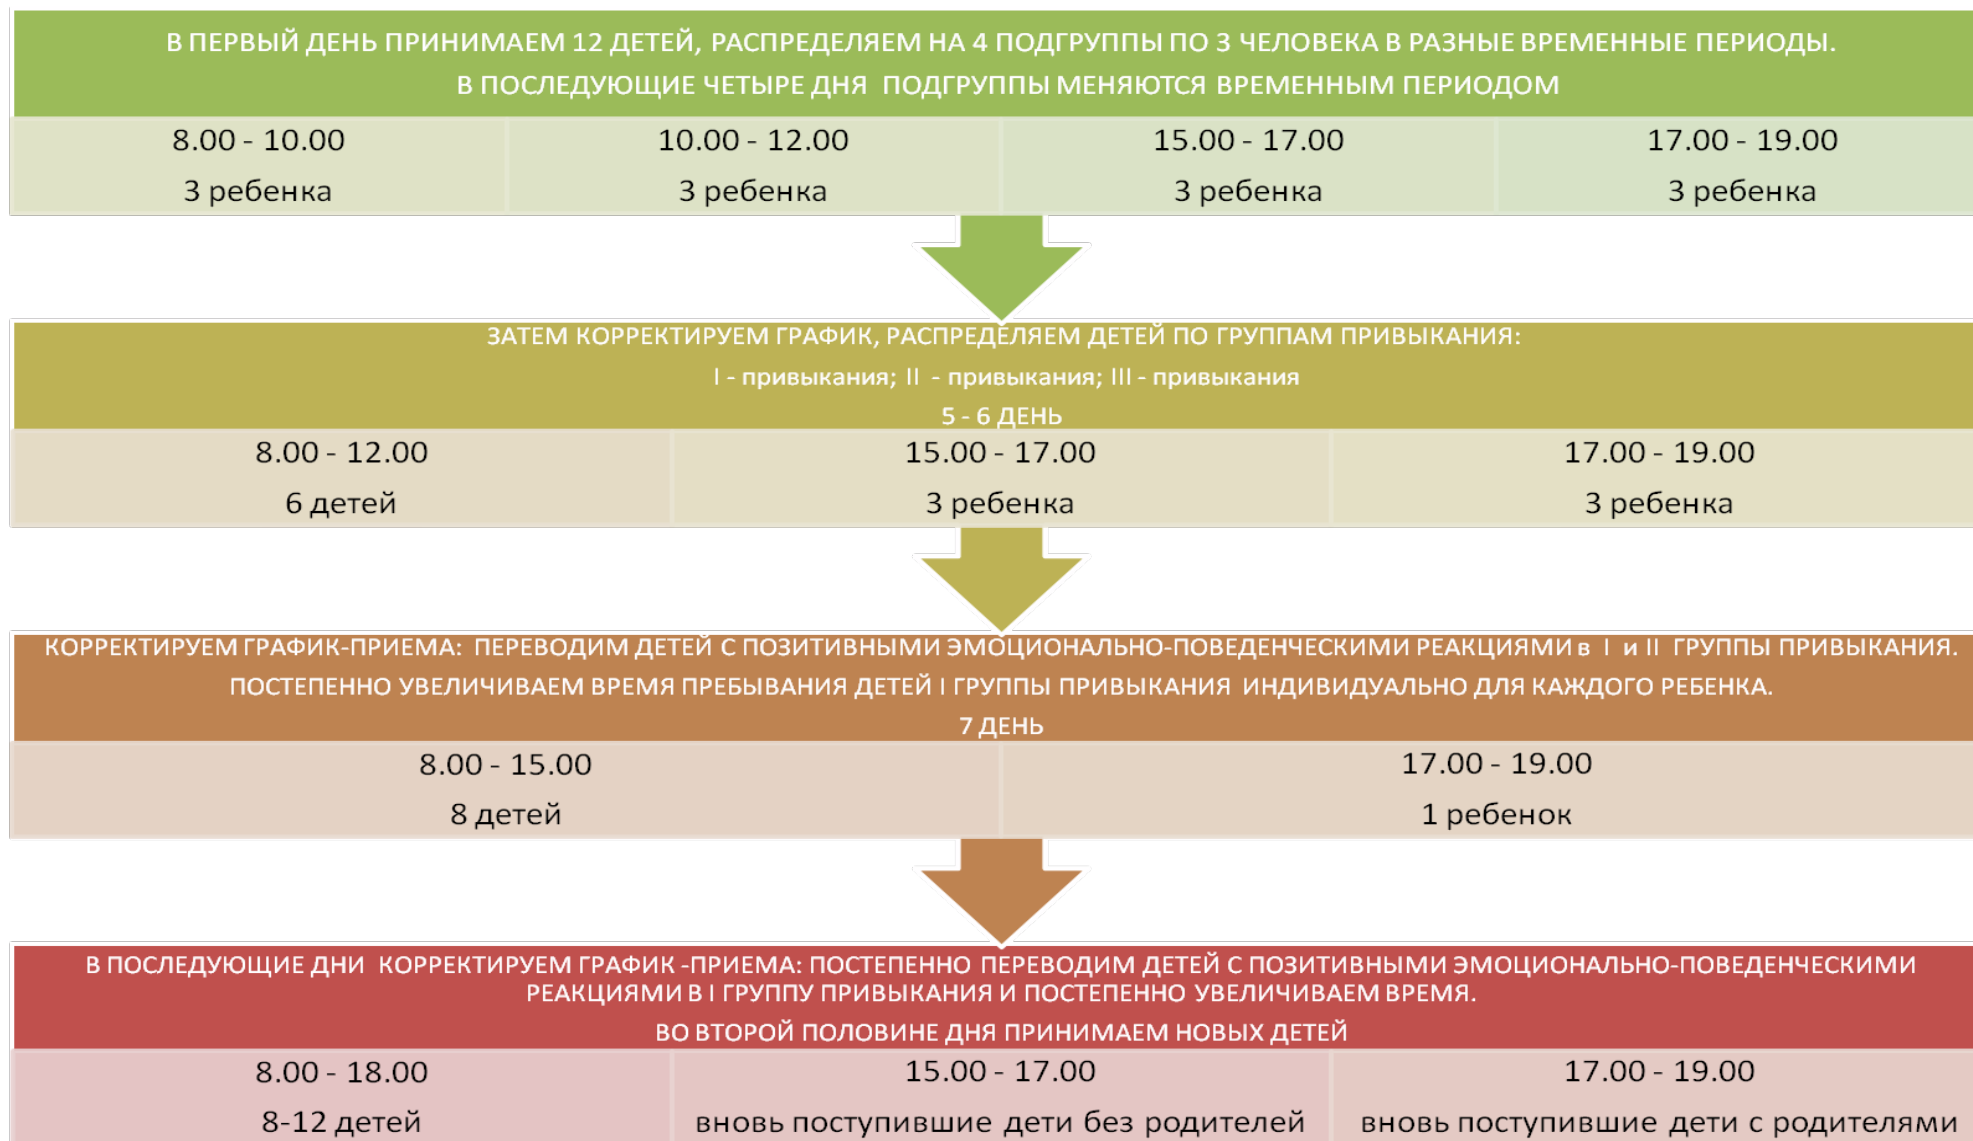 В ПЕРВЫЙ ДЕНЬ ПРИНИМАЕМ 12 ДЕТЕЙ, РАСПРЕДЕЛЯЕМ НА 4 ПОДГРУППЫ ПО 3 ЧЕЛОВЕКА В РАЗНЫЕ ВРЕМЕННЫЕ ПЕРИОДЫ.
В ПОСЛЕДУЮЩИЕ ЧЕТЫРЕ ДНЯ ПОДГРУППЫ МЕНЯЮТСЯ ВРЕМЕННЫМ ПЕРИОДОМ
8.00 - 10.00
3 ребенка
10.00 - 12.00
3 ребенка
15.00 - 17.00
3 ребенка
17.00 - 19.00
3 ребенка
ЗАТЕМ КОРРЕКТИРУЕМ ГРАФИК, РАСПРЕДЕЛЯЕМ ДЕТЕЙ ПО ГРУППАМ ПРИВЫКАНИЯ:
I - привыкания; II - привыкания; III - привыкания
5 - 6 ДЕНЬ
8.00 - 12.00
6 детей
15.00 - 17.00
3 ребенка
17.00 - 19.00
3 ребенка
КОРРЕКТИРУЕМ ГРАФИК-ПРИЕМА: ПЕРЕВОДИМ ДЕТЕЙ С ПОЗИТИВНЫМИ ЭМОЦИОНАЛЬНО-ПОВЕДЕНЧЕСКИМИ РЕАКЦИЯМИ в I и II ГРУППЫ ПРИВЫКАНИЯ.
ПОСТЕПЕННО УВЕЛИЧИВАЕМ ВРЕМЯ ПРЕБЫВАНИЯ ДЕТЕЙ I ГРУППЫ ПРИВЫКАНИЯ ИНДИВИДУАЛЬНО ДЛЯ КАЖДОГО РЕБЕНКА.
7 ДЕНЬ
8.00 - 15.00
8 детей
17.00 - 19.00
1 ребенок
В ПОСЛЕДУЮЩИЕ ДНИ КОРРЕКТИРУЕМ ГРАФИК -ПРИЕМА: ПОСТЕПЕННО ПЕРЕВОДИМ ДЕТЕЙ С ПОЗИТИВНЫМИ ЭМОЦИОНАЛЬНО-ПОВЕДЕНЧЕСКИМИ
РЕАКЦИЯМИ В I ГРУППУ ПРИВЫКАНИЯ И ПОСТЕПЕННО УВЕЛИЧИВАЕМ ВРЕМЯ.
ВО ВТОРОЙ ПОЛОВИНЕ ДНЯ ПРИНИМАЕМ НОВЫХ ДЕТЕЙ
8.00 - 18.00
8-12 детей
15.00 - 17.00
вновь поступившие дети без родителей
17.00 - 19.00
вновь поступившие дети с родителями